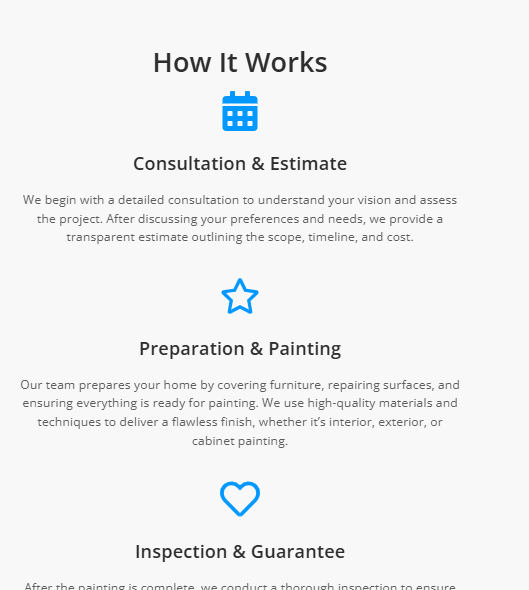 How It Works
Consultation & Estimate
We begin with a detailed consultation to understand your vision and assess
the project. After discussing your preferences and needs, we provide a
transparent estimate outlining the scope, timeline, and cost.
Preparation & Painting
Our team prepares your home by covering furniture, repairing surfaces, and
ensuring everything is ready for painting. We use high-quality materials and
techniques to deliver a flawless finish, whether it’s interior, exterior, or
cabinet painting.
Inspection & Guarantee
After the painting is complete, we conduct a thorough inspection to ensure